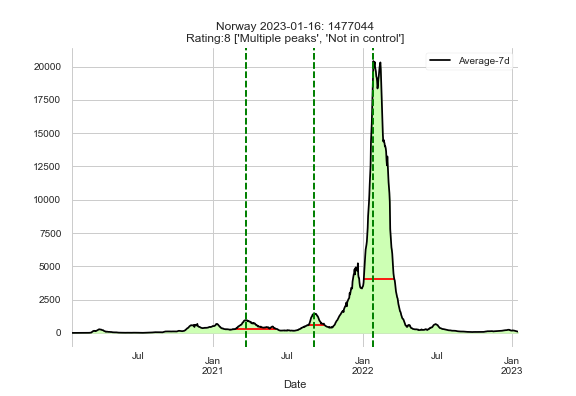 Norway 2023-01-16: 1477044
Rating:8 ['Multiple peaks', 'Not in control']
Average-7d
20000
17500
15000
12500
10000
7500
5000
2500
0
Jul
Jan
2021
Jul
Jan
2022
Jul
Jan
2023
Date